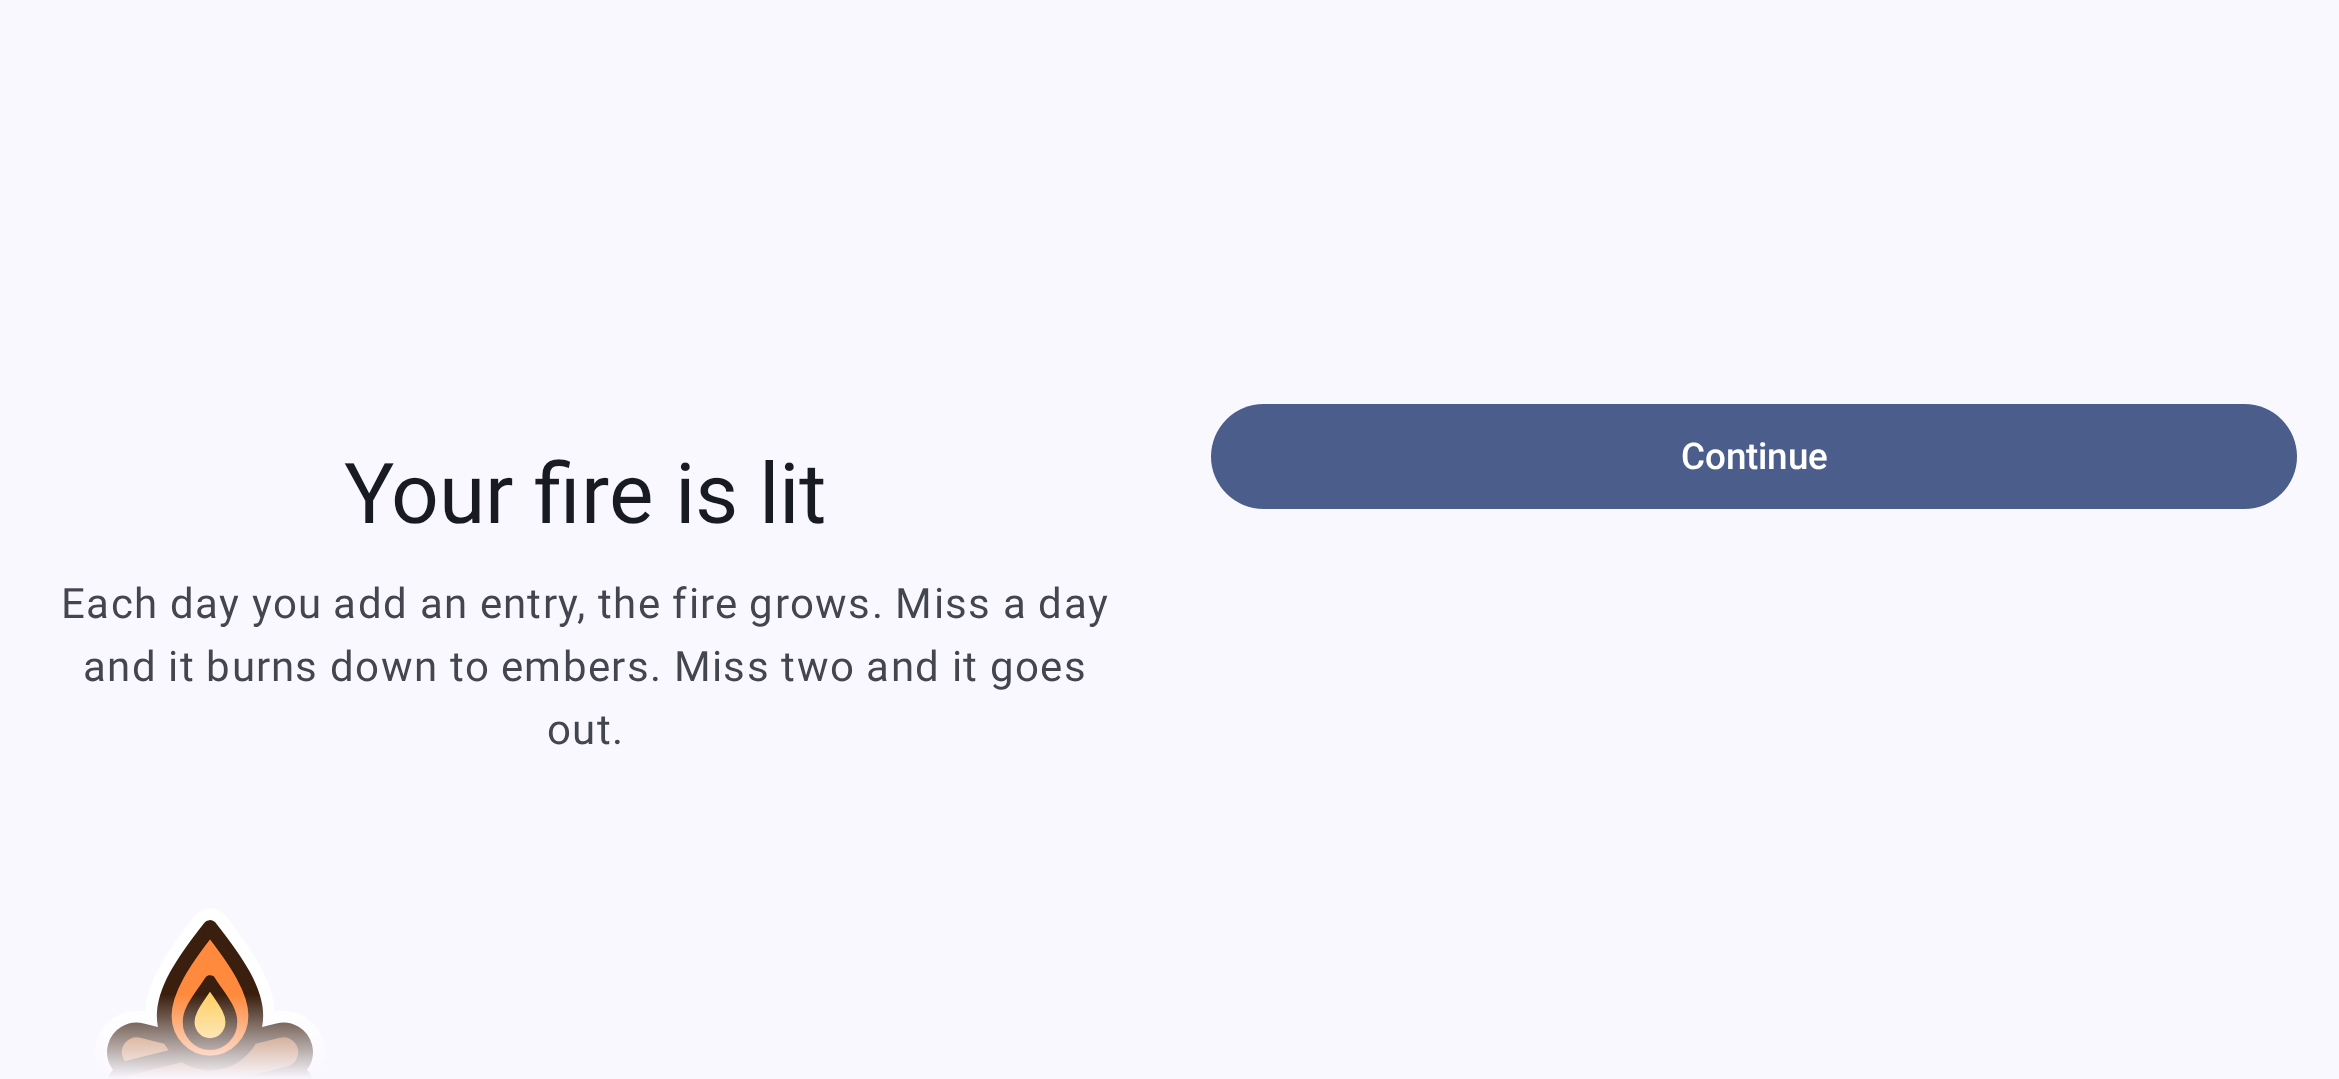 Your fire is lit
Each day you add an entry, the fire grows. Miss a day
and it burns down to embers. Miss two and it goes
out.
Continue